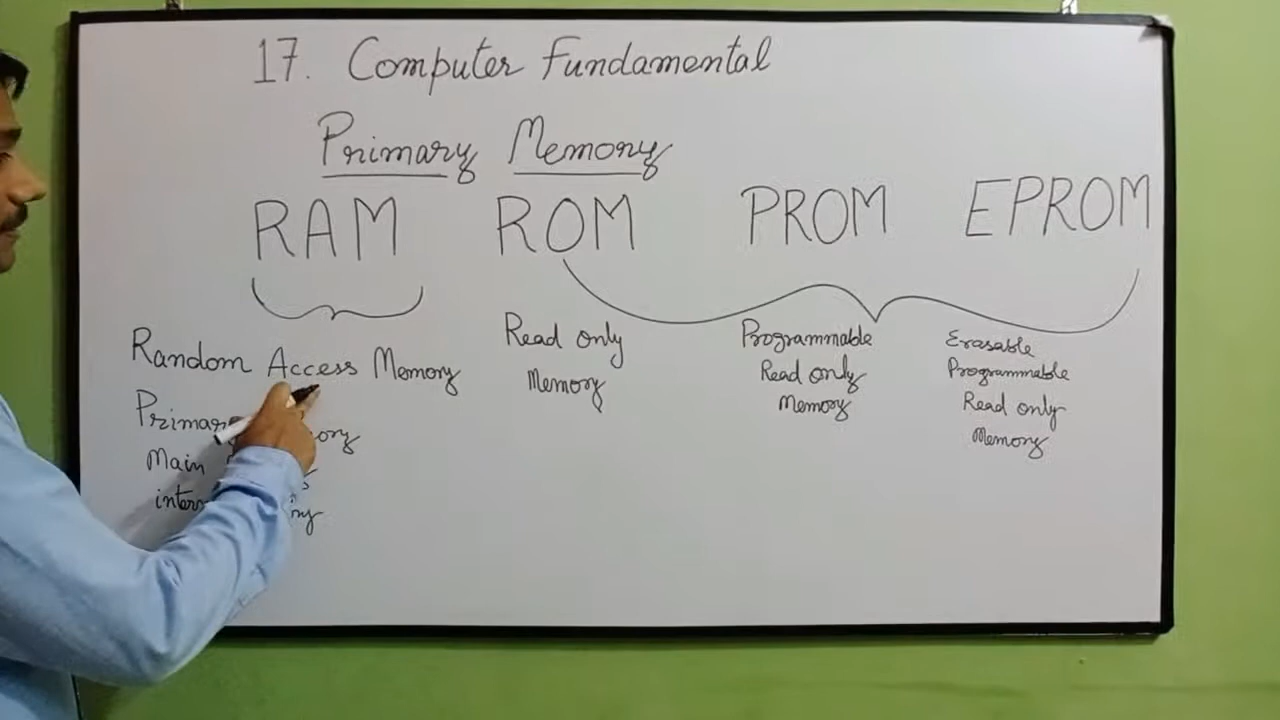 17. Computer Fundamental
Primary Memory
RAM ROM PROM EPROM
Random Access Memory
Main
Read only
Memory
Programmable
Read only
Memory
Erasable
Programmable
Read only
Memory